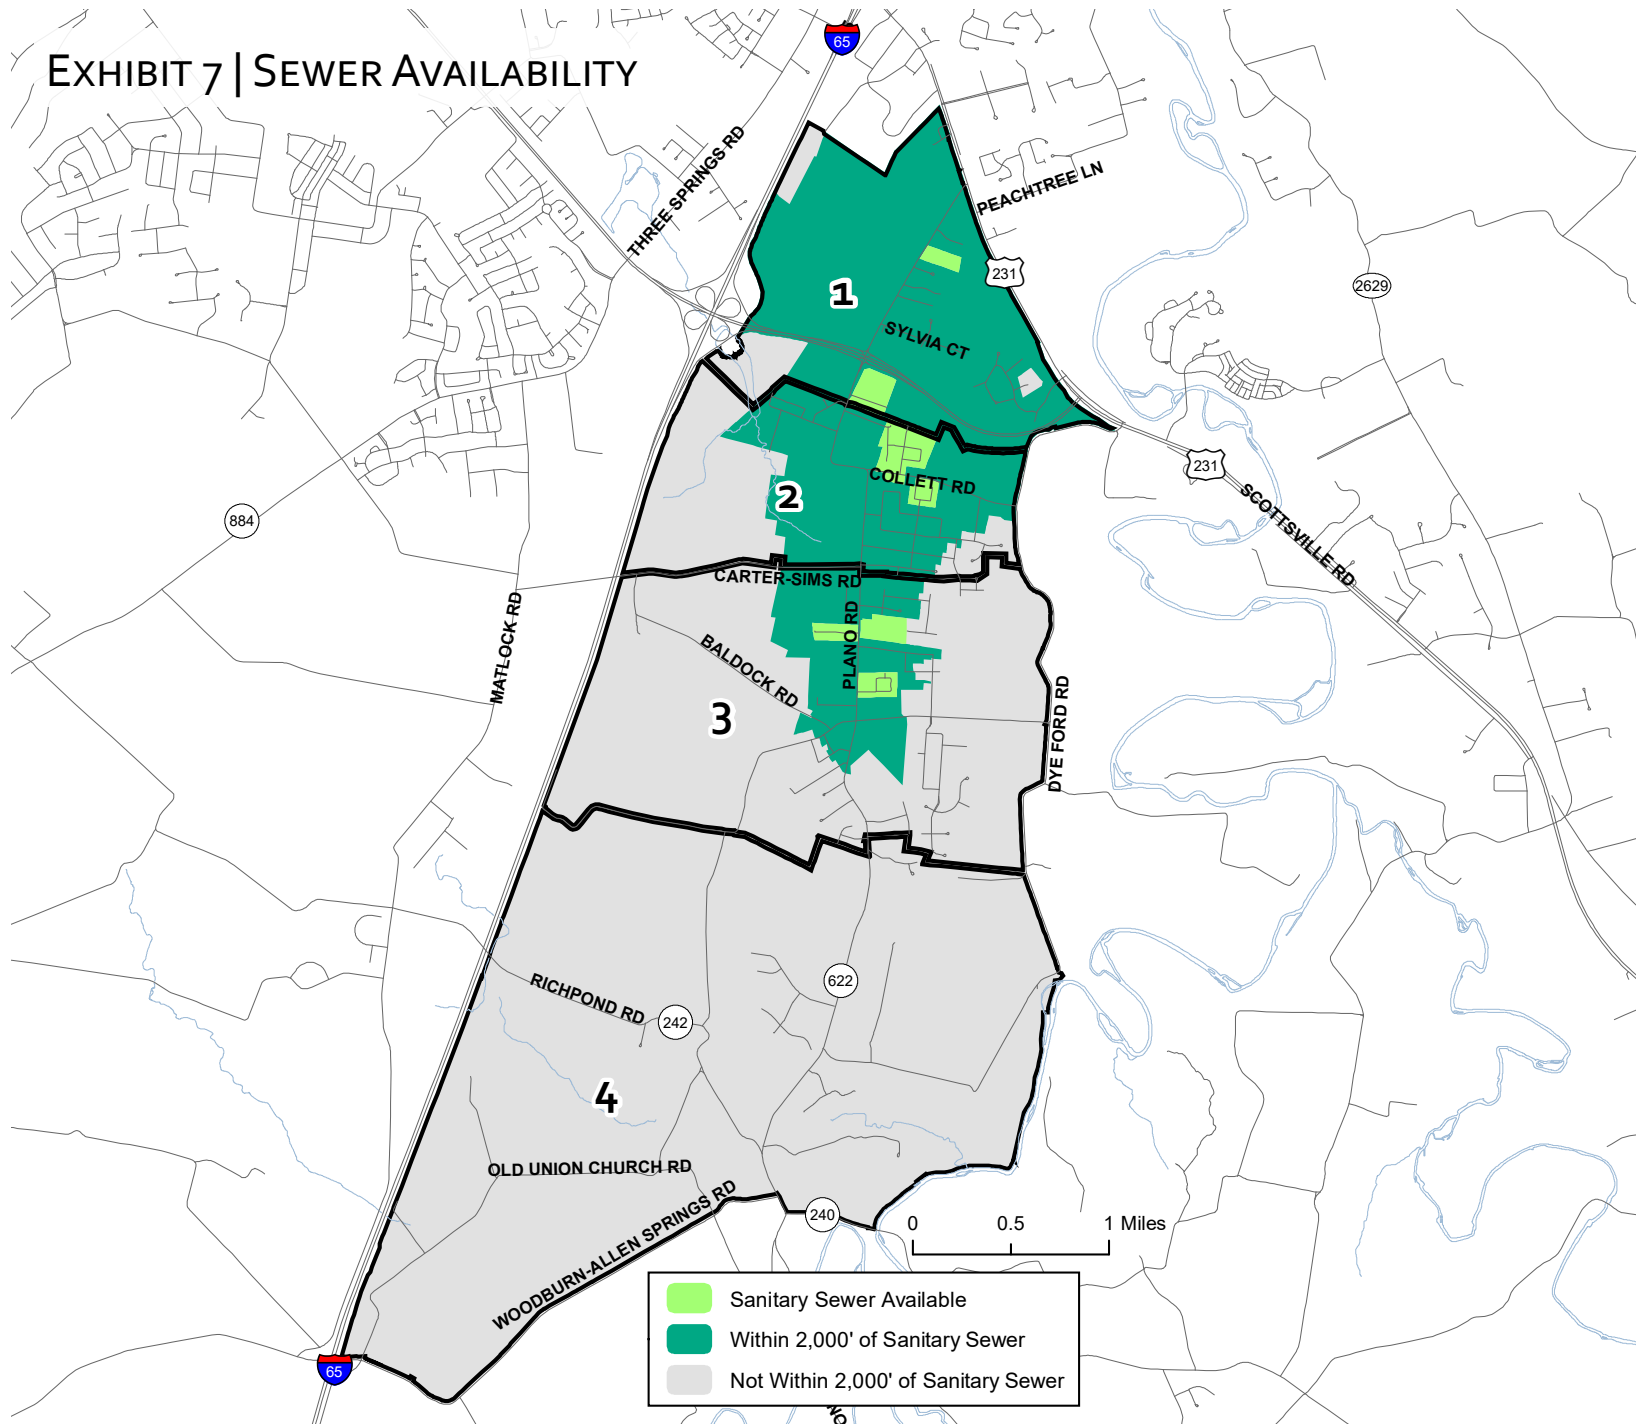 EXHIBIT 7 | SEWER AVAILABILITY
65
THREE SPRINGS RD
PEACHTREE LN
231
2629
1
SYLVIA CT
231
SCOTTSVILLE RD
COLLETT RD
2
884
CARTER-SIMS RD
MATLOCK RD
PLANO RD
BALDOCK RD
3
DYE FORD RD
622
RICHPOND RD
242
4
OLD UNION CHURCH RD
WOODBURN-ALLEN SPRINGS RD
240
0 0.5 1 Miles
65
Sanitary Sewer Available
Within 2,000' of Sanitary Sewer
Not Within 2,000' of Sanitary Sewer